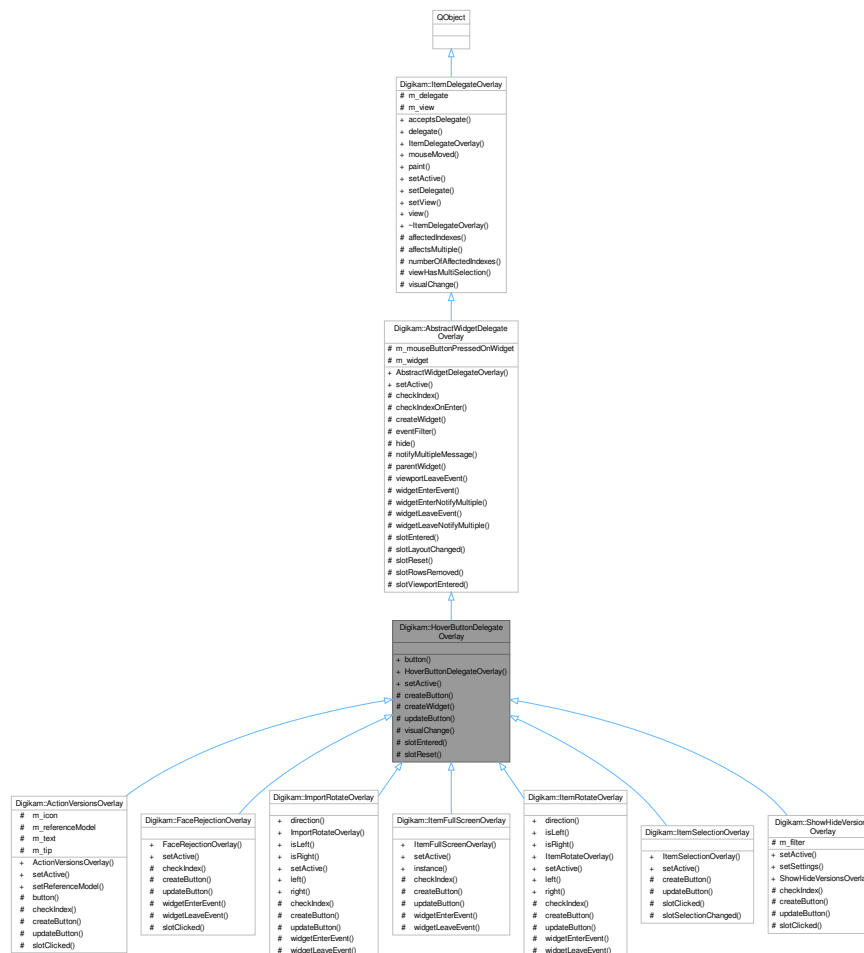 QObject
Digikam::ItemDelegateOverlay
# m_delegate
# m_view
+ acceptsDelegate()
+ delegate()
+ ItemDelegateOverlay()
+ mouseMoved()
+ paint()
+ setActive()
+ setDelegate()
+ setView()
+ view()
+ ~ItemDelegateOverlay()
# affectedIndexes()
# affectsMultiple()
# numberOfAffectedIndexes()
# viewHasMultiSelection()
# visualChange()
Digikam::AbstractWidgetDelegate
Overlay
# m_mouseButtonPressedOnWidget
# m_widget
+ AbstractWidgetDelegateOverlay()
+ setActive()
# checkIndex()
# checkIndexOnEnter()
# createWidget()
# eventFilter()
# hide()
# notifyMultipleMessage()
# parentWidget()
# viewportLeaveEvent()
# widgetEnterEvent()
# widgetEnterNotifyMultiple()
# widgetLeaveEvent()
# widgetLeaveNotifyMultiple()
# slotEntered()
# slotLayoutChanged()
# slotReset()
# slotRowsRemoved()
# slotViewportEntered()
Digikam::HoverButtonDelegate
Overlay
+ button()
+ HoverButtonDelegateOverlay()
+ setActive()
# createButton()
# createWidget()
# updateButton()
# visualChange()
# slotEntered()
# slotReset()
Digikam::ActionVersionsOverlay
# m_icon
# m_referenceModel
# m_text
# m_tip
+ ActionVersionsOverlay()
+ setActive()
+ setReferenceModel()
# button()
# checkIndex()
# createButton()
# updateButton()
# slotClicked()
Digikam::FaceRejectionOverlay
+ FaceRejectionOverlay()
+ setActive()
# checkIndex()
# createButton()
# updateButton()
# widgetEnterEvent()
# widgetLeaveEvent()
# slotClicked()
Digikam::ImportRotateOverlay
+ direction()
+ ImportRotateOverlay()
+ isLeft()
+ isRight()
+ setActive()
+ left()
+ right()
# checkIndex()
# createButton()
# updateButton()
# widgetEnterEvent()
# widgetLeaveEvent()
Digikam::ItemFullScreenOverlay
+ ItemFullScreenOverlay()
+ setActive()
+ instance()
# checkIndex()
# createButton()
# updateButton()
# widgetEnterEvent()
# widgetLeaveEvent()
Digikam::ItemRotateOverlay
+ direction()
+ isLeft()
+ isRight()
+ ItemRotateOverlay()
+ setActive()
+ left()
+ right()
# checkIndex()
# createButton()
# updateButton()
# widgetEnterEvent()
# widgetLeaveEvent()
Digikam::ItemSelectionOverlay
+ ItemSelectionOverlay()
+ setActive()
# createButton()
# updateButton()
# slotClicked()
# slotSelectionChanged()
Digikam::ShowHideVersion
Overlay
# m_filter
+ setActive()
+ setSettings()
+ ShowHideVersionsOverla
# checkIndex()
# createButton()
# updateButton()
# slotClicked()